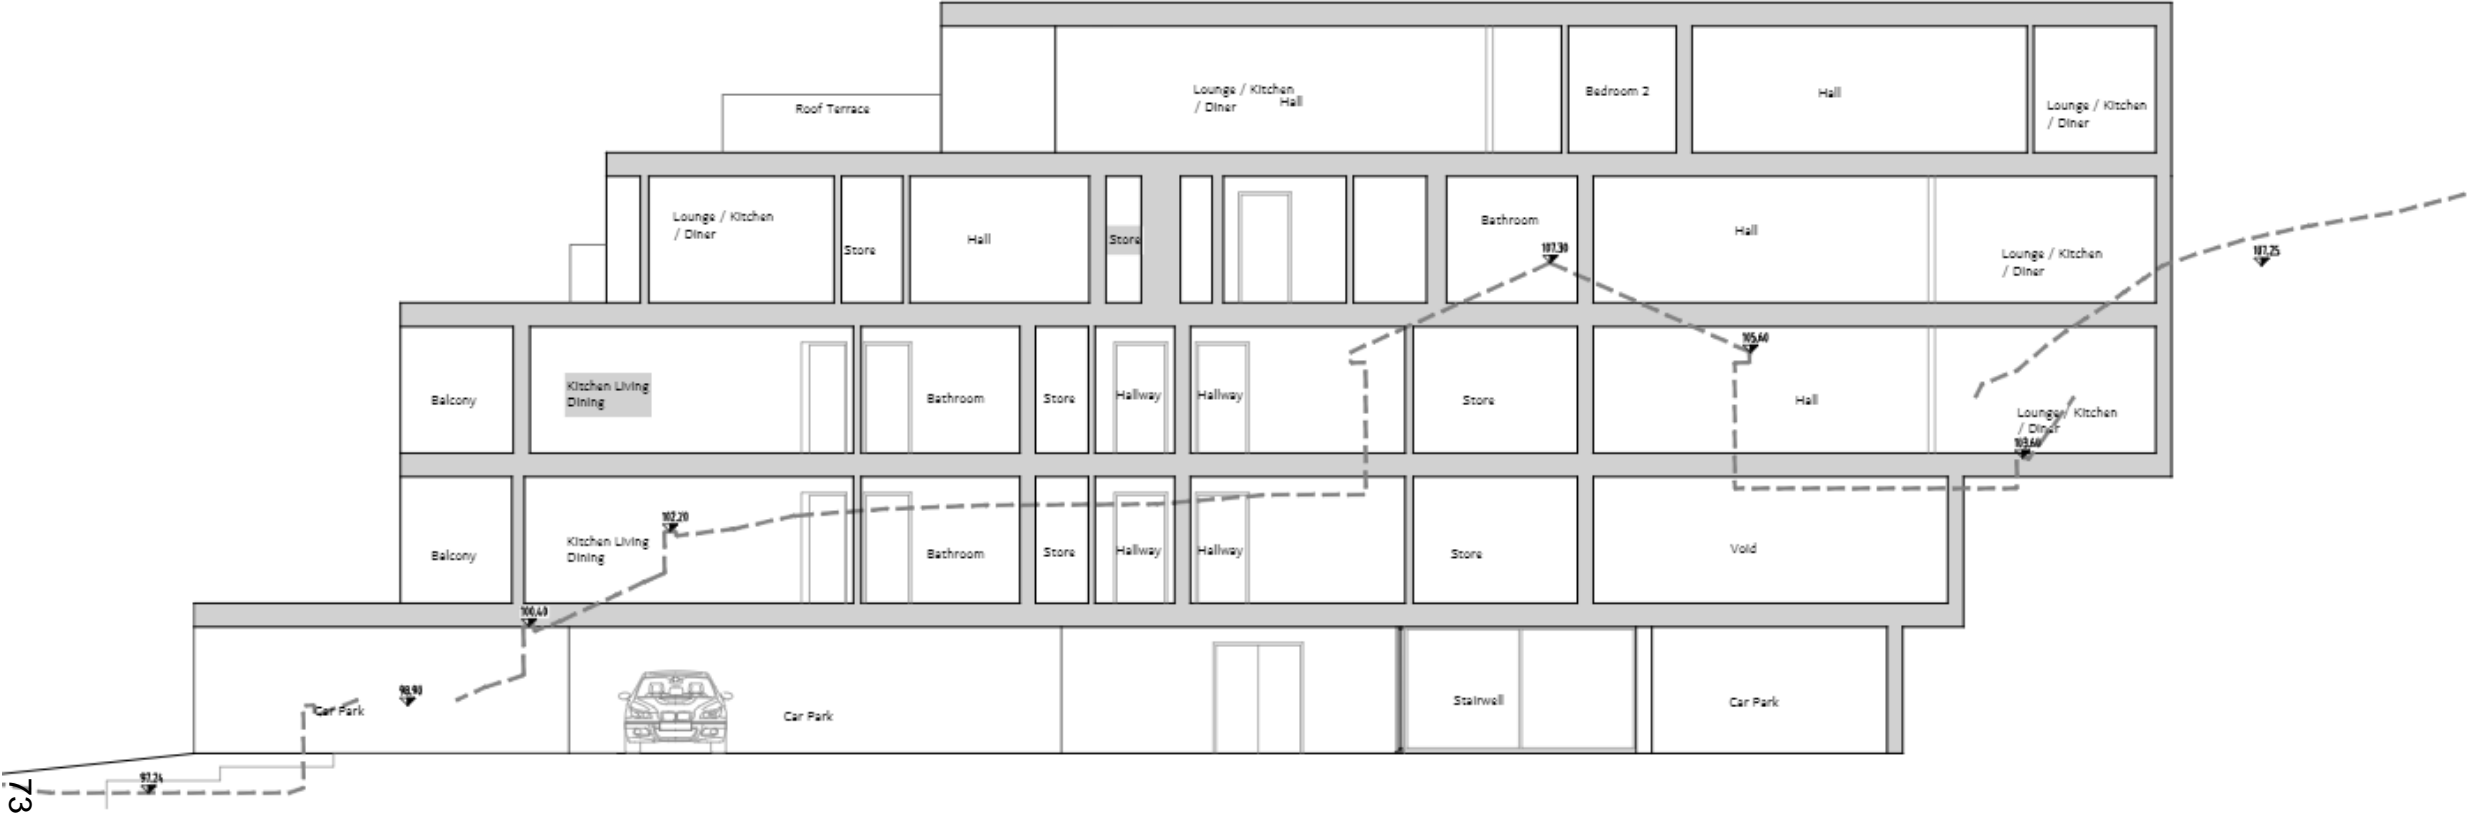 Lounge / Kitchen
/ Diner
Hall
Bedroom 2
Hall
Lounge / Kitchen
/ Diner
Roof Terrace
Lounge / Kitchen
/ Diner
Store
Hall
Store
Bathroom
107,30
Hall
Lounge / Kitchen
/ Diner
107,25
Balcony
Kitchen Living
Dining
Bathroom
Store
Hallway
Hallway
Store
105,60
Hall
Lounge / Kitchen
/ Diner
103,60
Balcony
102,20
Kitchen Living
Dining
Bathroom
Store
Hallway
Hallway
Store
Void
100,40
98,90
Car Park
Car Park
Stairwell
Car Park
97,24
73